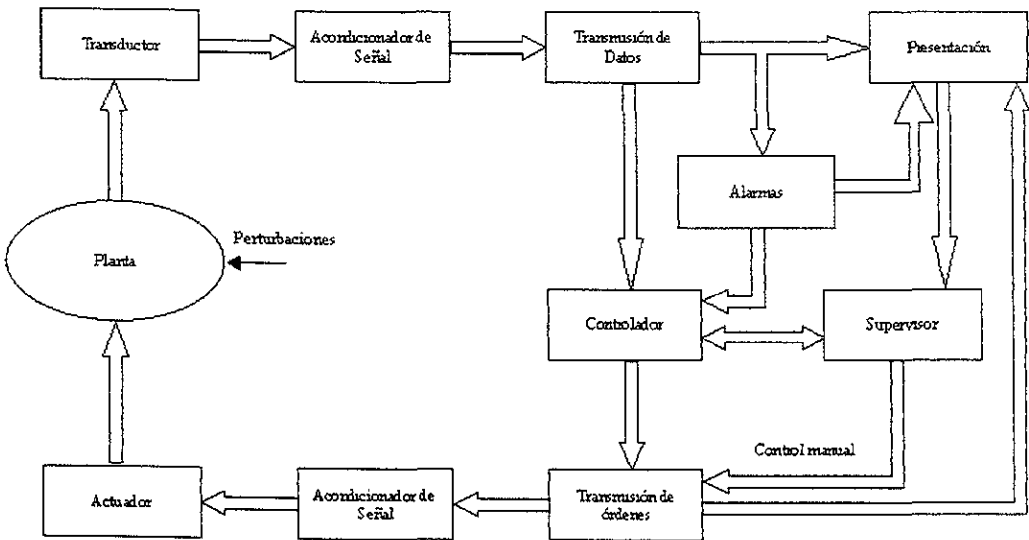 Transductor
Acondicionador de
Señal
Transmisión de
Datos
Presentación
Alarmas
Perturbaciones
Planta
Controlador
Supervisor
Control manual
Actuador
Acondicionador de
Señal
Transmisión de
órdenes